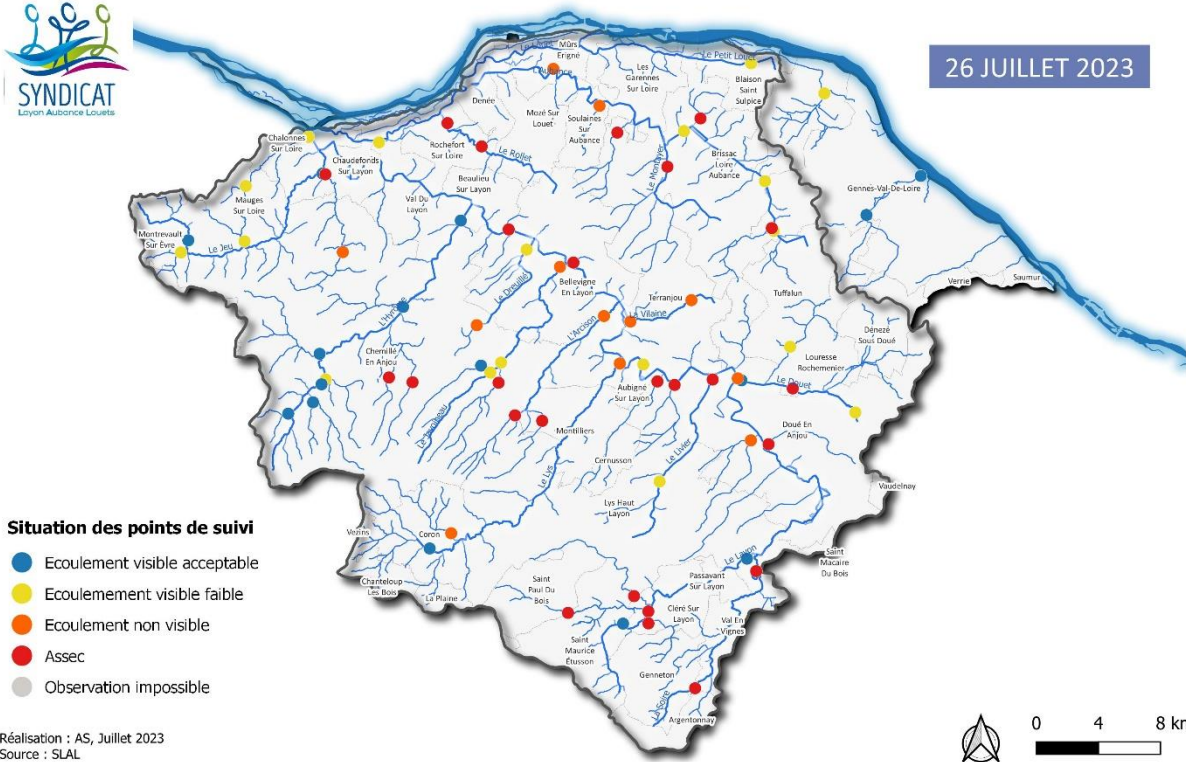 SYNDICAT
Layon Aubance Louets
26 JUILLET 2023
Mûrs
Erigné
Le Petit Louet
L'Aubance
Les
Garennes
Sur Loire
Blaison
Saint
Sulpice
Denée
Mozé Sur
Louet
Soulaines
Sur
Aubance
Chalonnes
Sur Loire
Chaudefonds
Sur Layon
Rochefort
Sur Loire
Le Rollet
Le Montayer
Brissac
Loire
Aubance
Beaulieu
Sur Layon
Gennes-Val-De-Loire
Mauges
Sur Loire
Val Du
Layon
Montrevault
Sur Èvre
Le Jeu
Bellevigne
En Layon
Le Dreuillé
Verrie
Saumur
Tuffalun
Terranjou
La Vilaine
L'Hyrome
L'Arcison
Dénezé
Sous Doué
Chemillé
En Anjou
Louresse
Rochemenier
Le Douet
Aubigné
Sur Layon
Doué En
Anjou
Montilliers
Le Livier
Cernusson
Le Lys
Lys Haut
Layon
Vaudelnay
Situation des points de suivi
Ecoulement visible acceptable
Ecoulemement visible faible
Ecoulement non visible
Assec
Observation impossible
Vezins
Coron
Chanteloup
Les Bois
La Plaine
Le Layon
Saint
Macaire
Du Bois
Saint
Paul Du
Bois
Passavant
Sur Layon
Cléré Sur
Layon
Val En
Vignes
Saint
Maurice
Étusson
Genneton
Argentonnay
Réalisation : AS, Juillet 2023
Source : SLAL
0 4 8 km